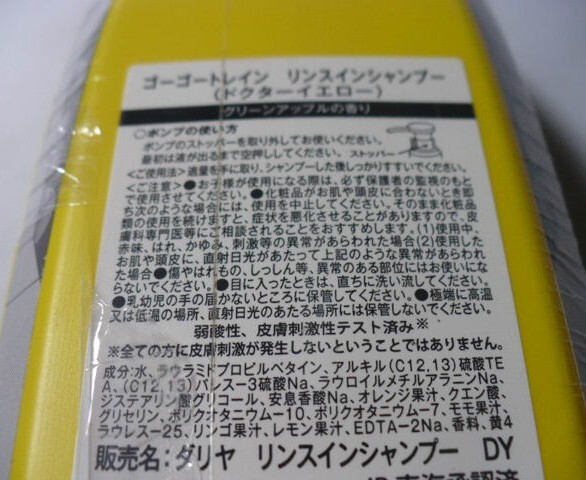 ゴーゴートレイン リンスインシャンプー
(ドクターイエロー)
グリーンアップルの香り
○ポンプの使い方
ポンプのストッパーを取り外してお使いください。
最初は液が出るまで空押ししてください。 ストッパー
<ご使用法>適量を手に取り、シャンプーした後しっかりすすいでください。
<ご注意>●お子様が使用になる際は、必ず保護者の監視のもと
で使用させてください。●化粧品がお肌や頭皮に合わないとき即
ち次のような場合には、使用を中止してください。そのまま化粧品
類の使用を続けますと、症状を悪化させることがありますので、皮
膚科専門医等にご相談されることをおすすめします。(1)使用中、
赤味、はれ、かゆみ、刺激等の異常があらわれた場合(2)使用した
お肌や頭皮に、直射日光があたって上記のような異常があらわれ
た場合●傷やはれもの、しっしん等、異常のある部位にはお使いにな
らないでください。●目に入ったときは、直ちに洗い流してください。
●乳幼児の手の届かないところに保管してください。●極端に高温
又は低温の場所、直射日光のあたる場所には保管しないでください。
弱酸性、皮膚刺激性テスト済み※
※全ての方に皮膚刺激が発生しないということではありません。
成分:水、ラウラミドプロピルベタイン、アルキル(C12,13)硫酸TE
A、(C12,13)パレス-3硫酸Na、ラウロイルメチルアラニンNa、
ジステアリン酸グリコール、安息香酸Na、オレンジ果汁、クエン酸、
グリセリン、ポリクオタニウム-10、ポリクオタニウム-7、モモ果汁、
ラウレス-25、リンゴ果汁、レモン果汁、EDTA-2Na、香料、黄4
販売名:ダリヤ リンスインシャンプー DY
JR東海承認済